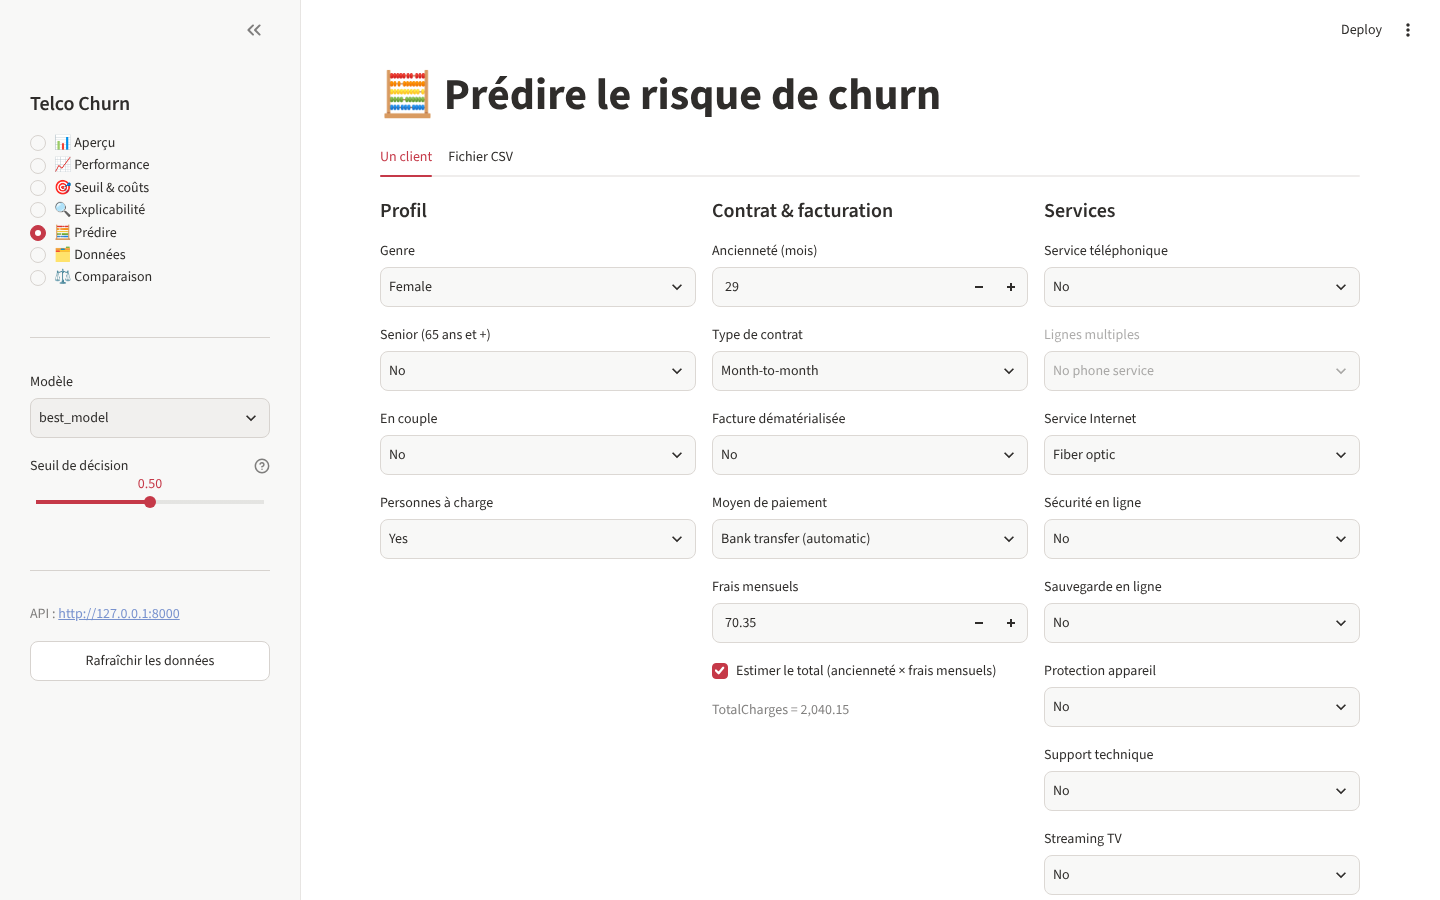 Deploy
Telco Churn
📊 Aperçu
📈 Performance
🎯 Seuil & coûts
🔍 Explicabilité
🧮 Prédire
🗂️ Données
⚖️ Comparaison
Modèle
best_model
Seuil de décision
0.50
API : http://127.0.0.1:8000
Rafraîchir les données
🧮 Prédire le risque de churn
Un client
Fichier CSV
Profil
Genre
Female
Senior (65 ans et +)
No
En couple
No
Personnes à charge
Yes
Contrat & facturation
Ancienneté (mois)
29
Type de contrat
Month-to-month
Facture dématérialisée
No
Moyen de paiement
Bank transfer (automatic)
Frais mensuels
70.35
Estimer le total (ancienneté × frais mensuels)
TotalCharges = 2,040.15
Services
Service téléphonique
No
Lignes multiples
No phone service
Service Internet
Fiber optic
Sécurité en ligne
No
Sauvegarde en ligne
No
Protection appareil
No
Support technique
No
Streaming TV
No